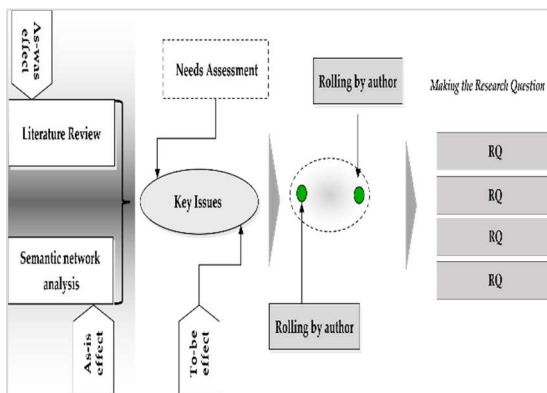 As-was
effect
Literature Review
Semantic network
analysis
As-is
effect
Needs Assessment
Key Issues
To-be
effect
Rolling by author
Rolling by author
Making the Research Question
RQ
RQ
RQ
RQ